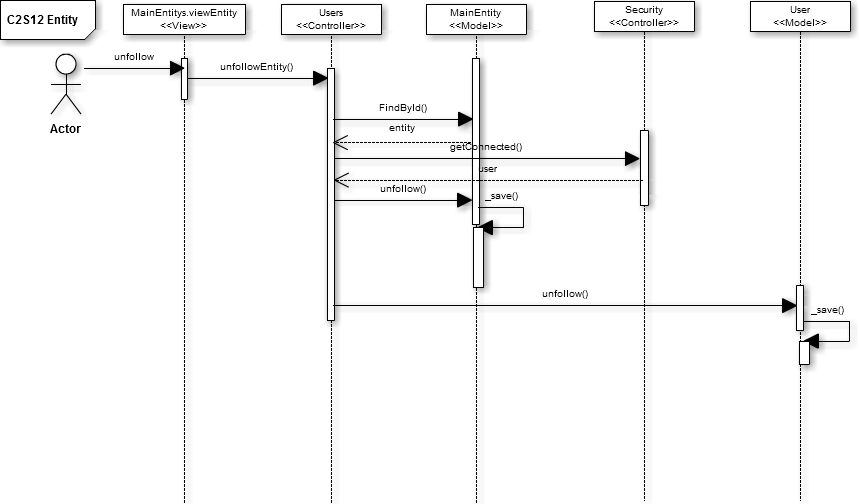 C2S12 Entity
MainEntitys.viewEntity
<<View>>
Users
<<Controller>>
MainEntity
<<Model>>
Security
<<Controller>>
User
<<Model>>
Actor
unfollow
unfollowEntity()
FindById()
entity
getConnected()
user
unfollow()
_save()
unfollow()
_save()